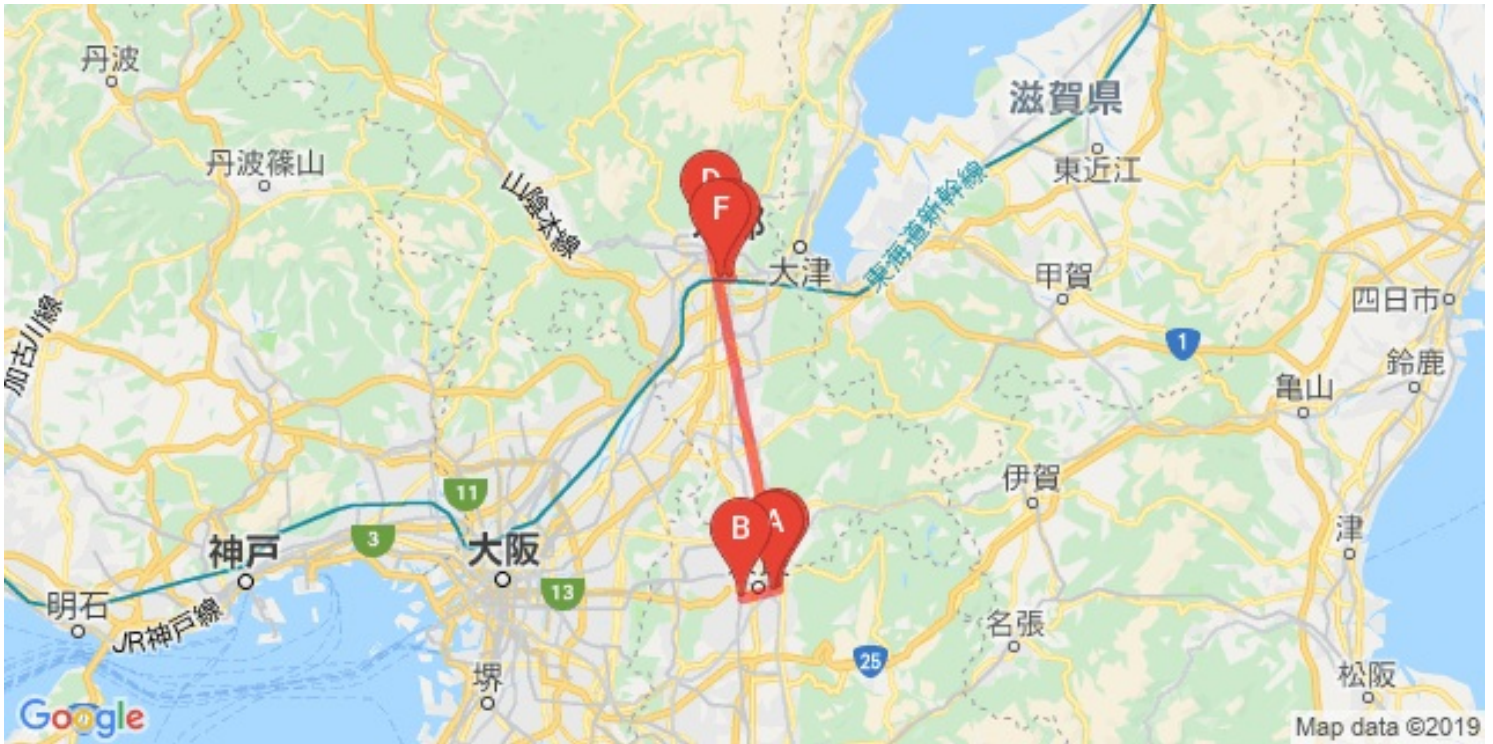 丹波
滋賀県
丹波篠山
東近江
山陰本線
D
F
都
大津
東海道新幹線
甲賀
四日市
加古川線
1
鈴鹿
亀山
伊賀
11
B
A
3
神戸
大阪
津
13
明石
JR神戸線
名張
25
堺
松阪
Google
Map data ©2019